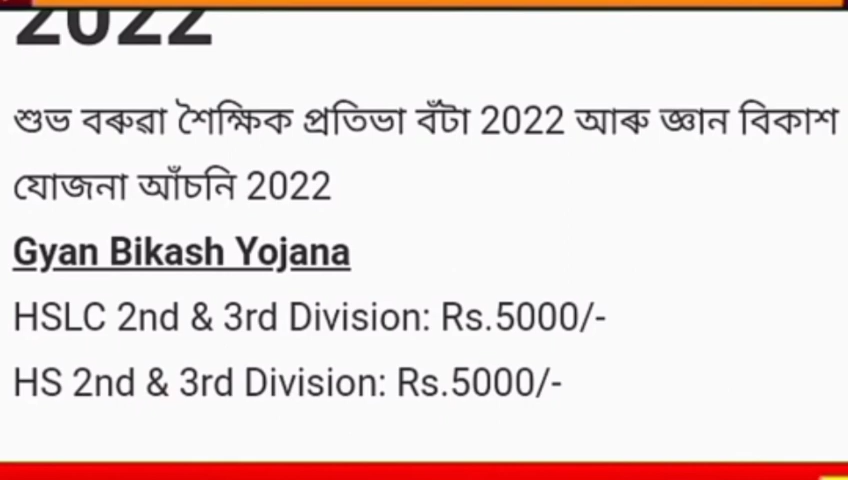 2022
শুভ বৰুৱা শৈক্ষিক প্ৰতিভা বঁটা 2022 আৰু জ্ঞান বিকাশ
যোজনা আঁচনি 2022
Gyan Bikash Yojana
HSLC 2nd & 3rd Division: Rs.5000/-
HS 2nd & 3rd Division: Rs.5000/-